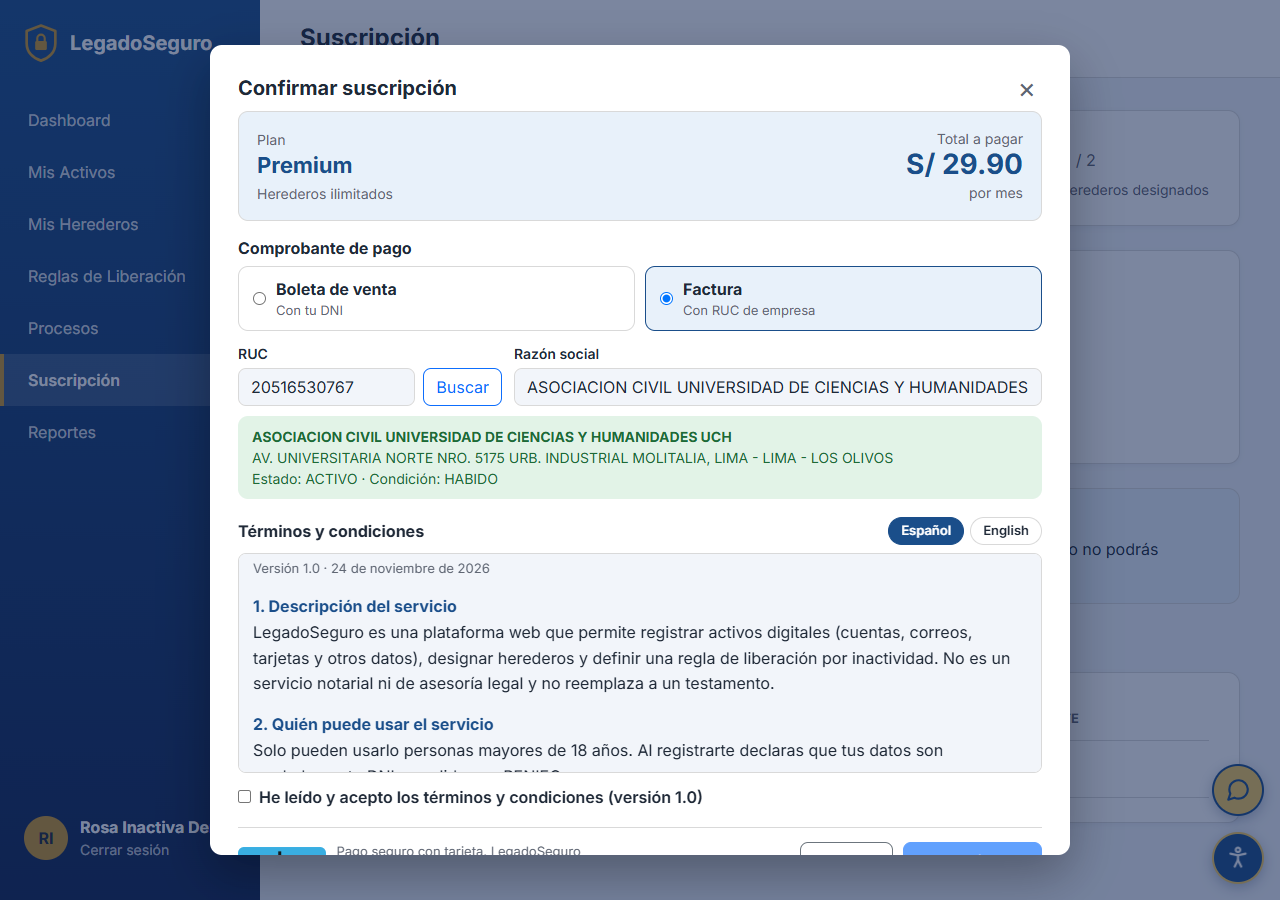 LegadoSeguro
Dashboard
Mis Activos
Mis Herederos
Reglas de Liberación
Procesos
Suscripción
Reportes
RI
Rosa Inactiva De
Cerrar sesión
Suscripción
Confirmar suscripción
Plan
Premium
Herederos ilimitados
Total a pagar
S/ 29.90
por mes
Comprobante de pago
Boleta de venta
Con tu DNI
Factura
Con RUC de empresa
RUC
Razón social
20516530767
Buscar
ASOCIACION CIVIL UNIVERSIDAD DE CIENCIAS Y HUMANIDADES
ASOCIACION CIVIL UNIVERSIDAD DE CIENCIAS Y HUMANIDADES UCH
AV. UNIVERSITARIA NORTE NRO. 5175 URB. INDUSTRIAL MOLITALIA, LIMA - LIMA - LOS OLIVOS
Estado: ACTIVO · Condición: HABIDO
Términos y condiciones
Español
English
Versión 1.0 · 24 de noviembre de 2026
1. Descripción del servicio
LegadoSeguro es una plataforma web que permite registrar activos digitales (cuentas, correos,
tarjetas y otros datos), designar herederos y definir una regla de liberación por inactividad. No es un
servicio notarial ni de asesoría legal y no reemplaza a un testamento.
2. Quién puede usar el servicio
Solo pueden usarlo personas mayores de 18 años. Al registrarte declaras que tus datos son
He leído y acepto los términos y condiciones (versión 1.0)
Pago seguro con tarjeta. LegadoSeguro
/ 2
erederos designados
o no podrás